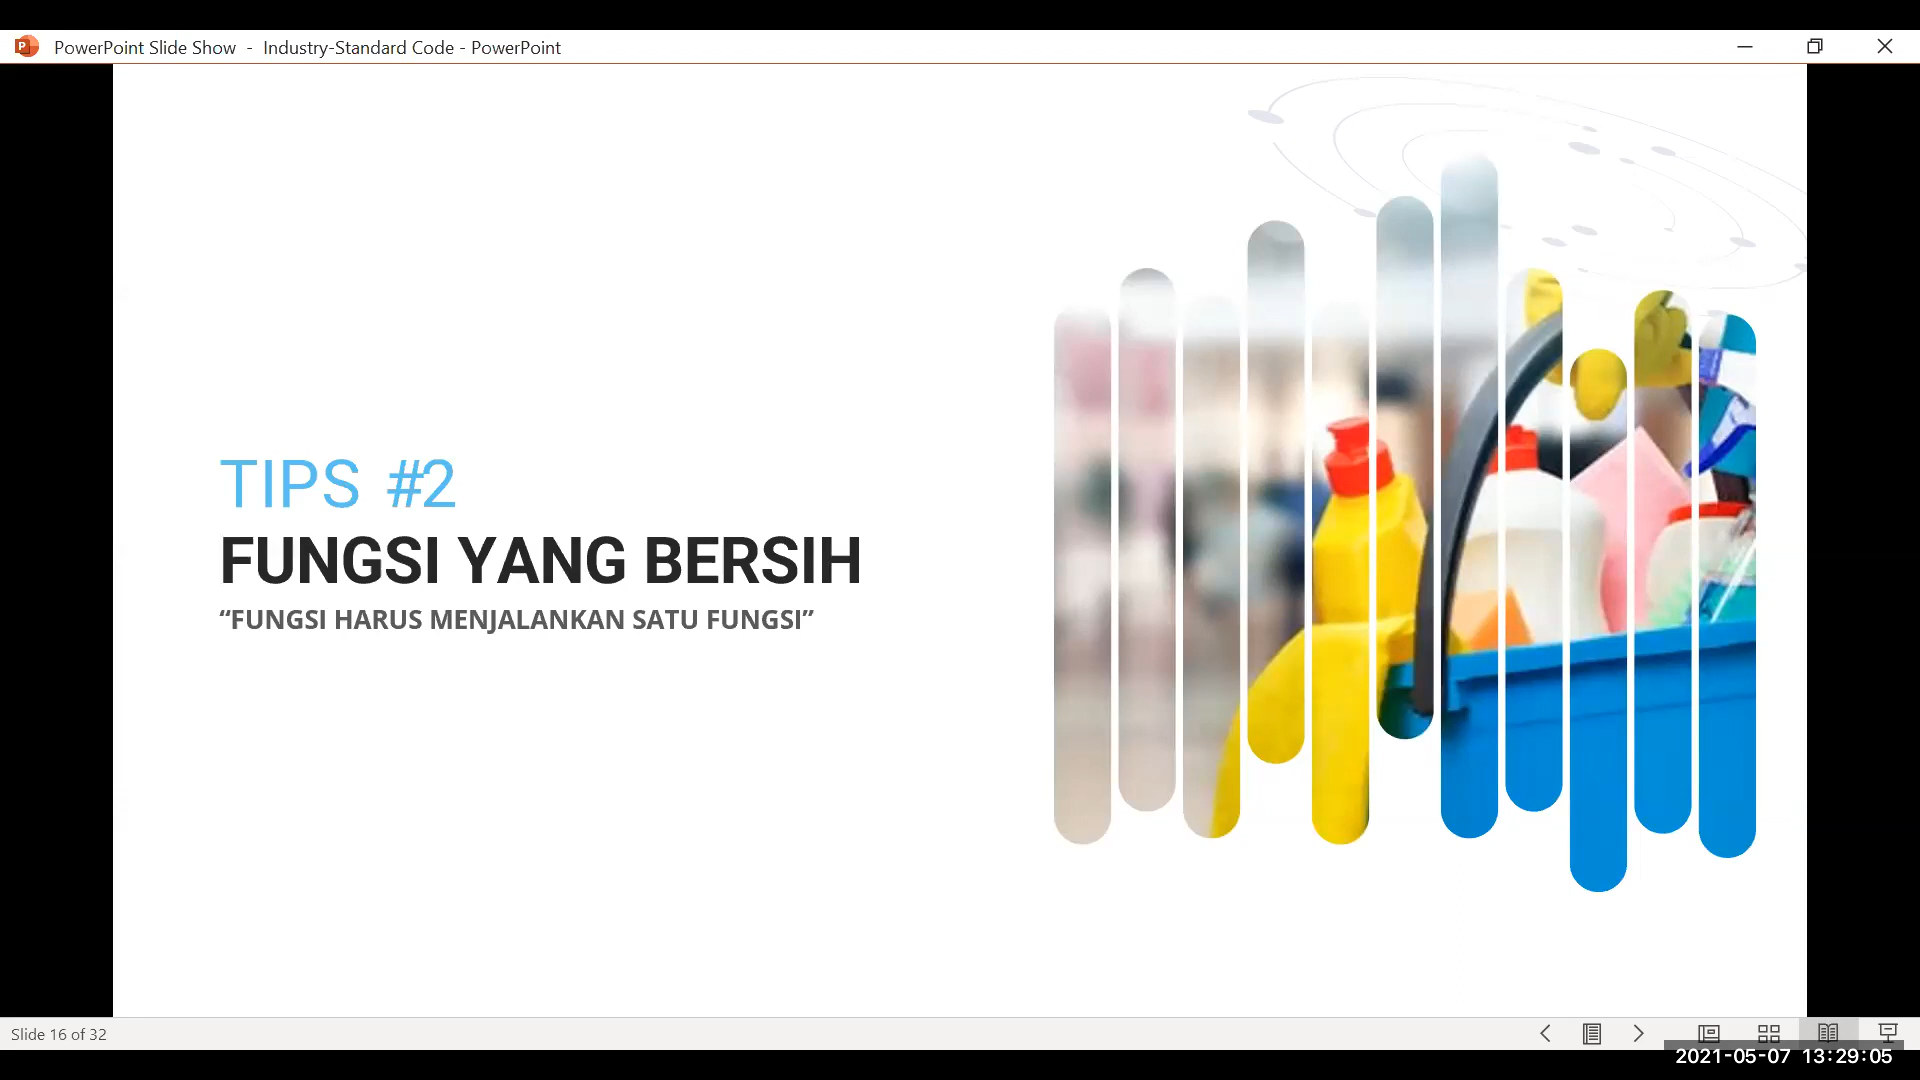 PowerPoint Slide Show - Industry-Standard Code - PowerPoint
TIPS #2
FUNGSI YANG BERSIH
“FUNGSI HARUS MENJALANKAN SATU FUNGSI”
Slide 16 of 32
2021-05-07 13:29:05